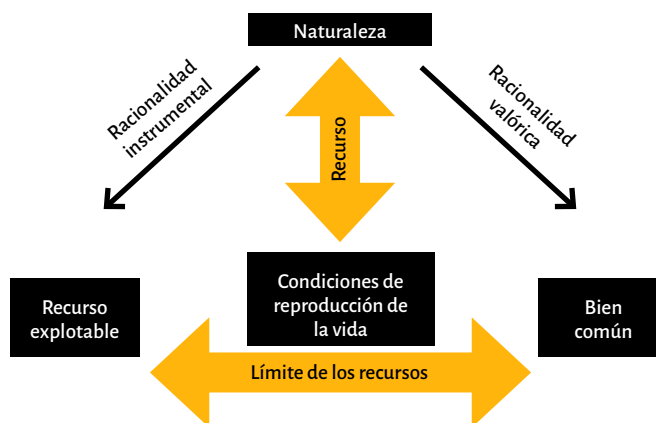 Naturaleza
Racionalidad
instrumental
Recurso
Racionalidad
valórica
Recurso
explotable
Condiciones de
reproducción de
la vida
Bien
común
Límite de los recursos